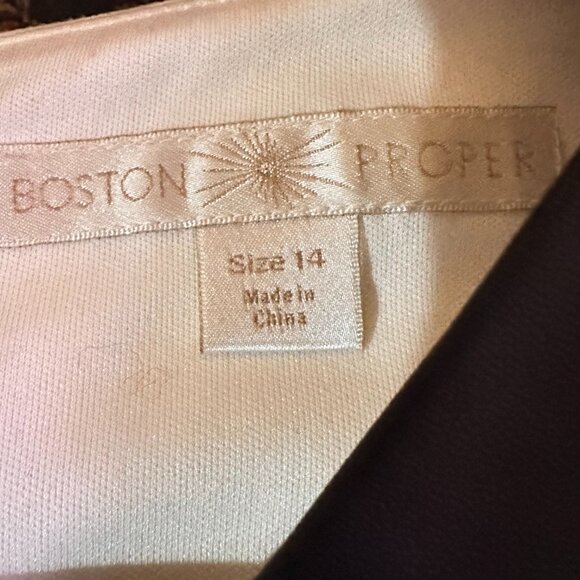 BOSTON PROPER
Size 14
Made in
China